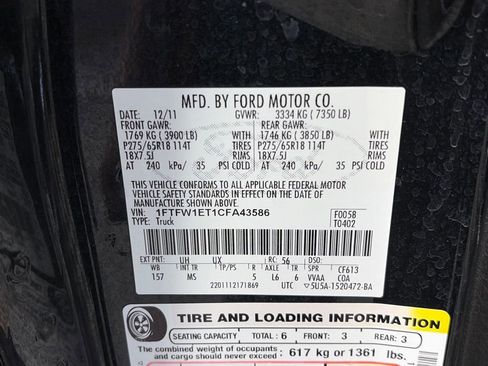 MFD. BY FORD MOTOR CO.
DATE: 12/11 GVWR: 3334 KG ( 7350 LB)
FRONT GAWR: REAR GAWR:
1769 KG ( 3900 LB) WITH 1746 KG ( 3850 LB) WITH
P275/65R18 114T TIRES P275/65R18 114T TIRES
18X7.5J RIMS 18X7.5J RIMS
AT 240 kPa/ 35 PSI COLD AT 240 kPa/ 35 PSI COLD
THIS VEHICLE CONFORMS TO ALL APPLICABLE FEDERAL MOTOR
VEHICLE SAFETY AND BUMPER STANDARDS IN EFFECT ON THE DATE OF
MANUFACTURE SHOWN ABOVE.
VIN: 1FTFW1ET1CFA43586 F0058
TYPE: Truck T0402
EXT PNT: UH UX RC: 56 DSO:
WB INT TR TP/PS R AXLE TR SPR CF613
157 MS 5 L6 6 VVAA COA
2201112171869 UTC 5U5A-1520472-BA
TIRE AND LOADING INFORMATION
SEATING CAPACITY TOTAL: 6 FRONT: 3 REAR: 3
The combined weight of occupants
and cargo should never exceed: 617 kg or 1361 lbs.